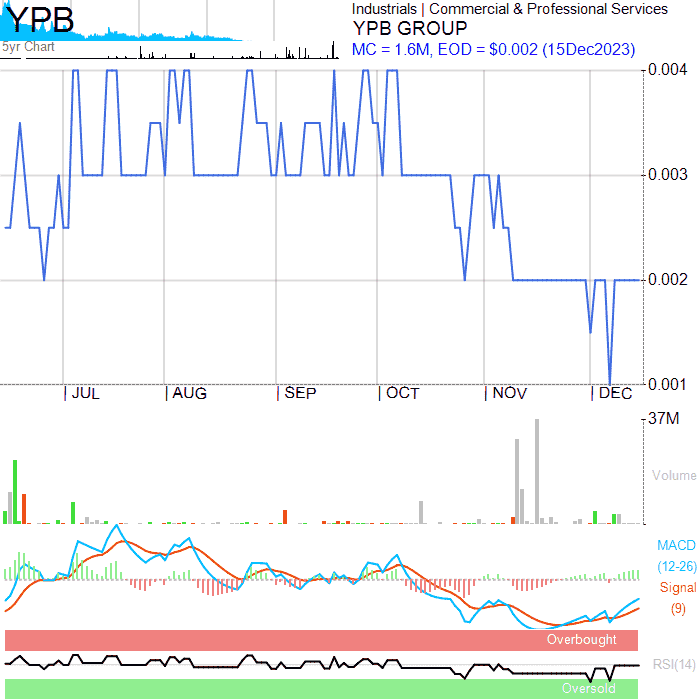 YPB
5yr Chart
Industrials | Commercial & Professional Services
YPB GROUP
MC = 1.6M, EOD = $0.002 (15Dec2023)
0.004
0.003
0.002
0.001
JUL
AUG
SEP
OCT
NOV
DEC
37M
Volume
MACD
(12-26)
Signal
(9)
Overbought
RSI(14)
Oversold